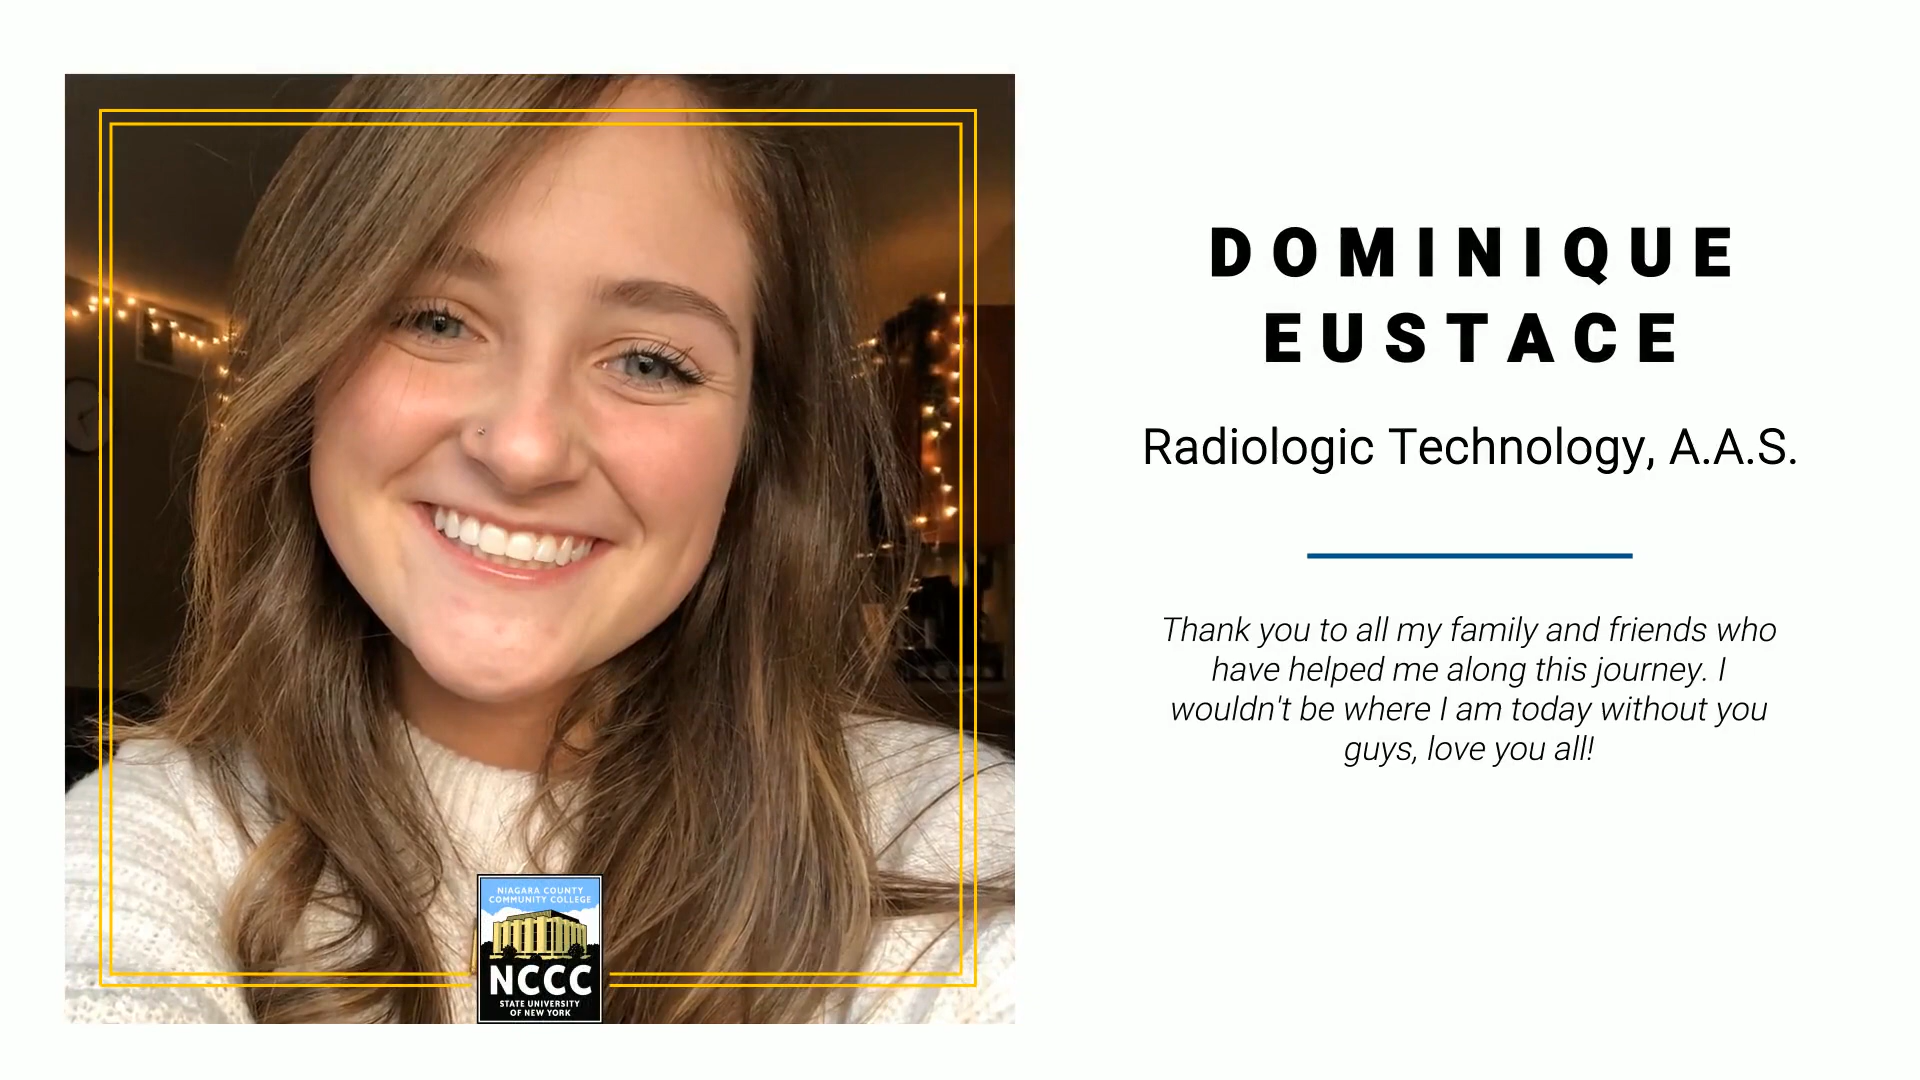 DOMINIQUE
EUSTACE
Radiologic Technology, A.A.S.
Thank you to all my family and friends who
have helped me along this journey. I
wouldn't be where I am today without you
guys, love you all!
NIAGARA COUNTY
COMMUNITY COLLEGE
NCCC
STATE UNIVERSITY
OF NEW YORK